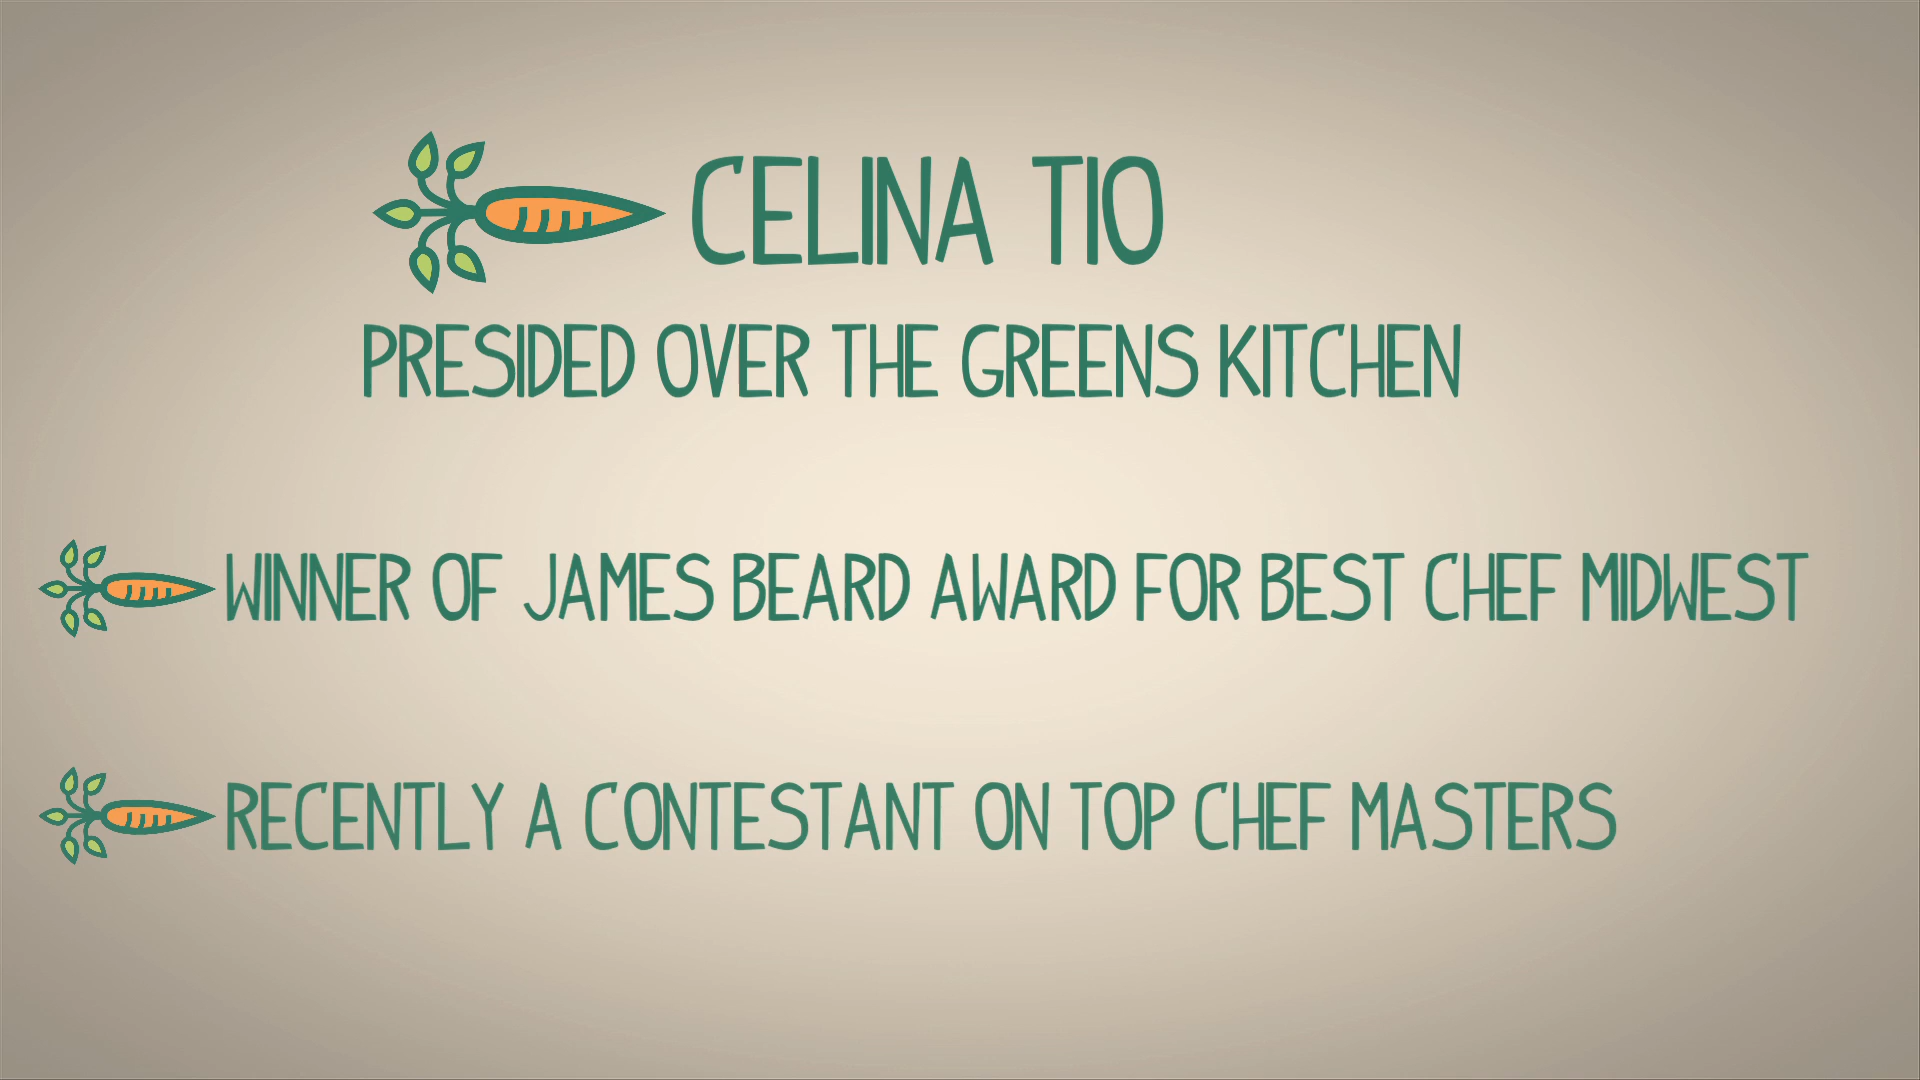 CELINA TIO
PRESIDED OVER THE GREENS KITCHEN
WINNER OF JAMES BEARD AWARD FOR BEST CHEF MIDWEST
RECENTLY A CONTESTANT ON TOP CHEF MASTERS